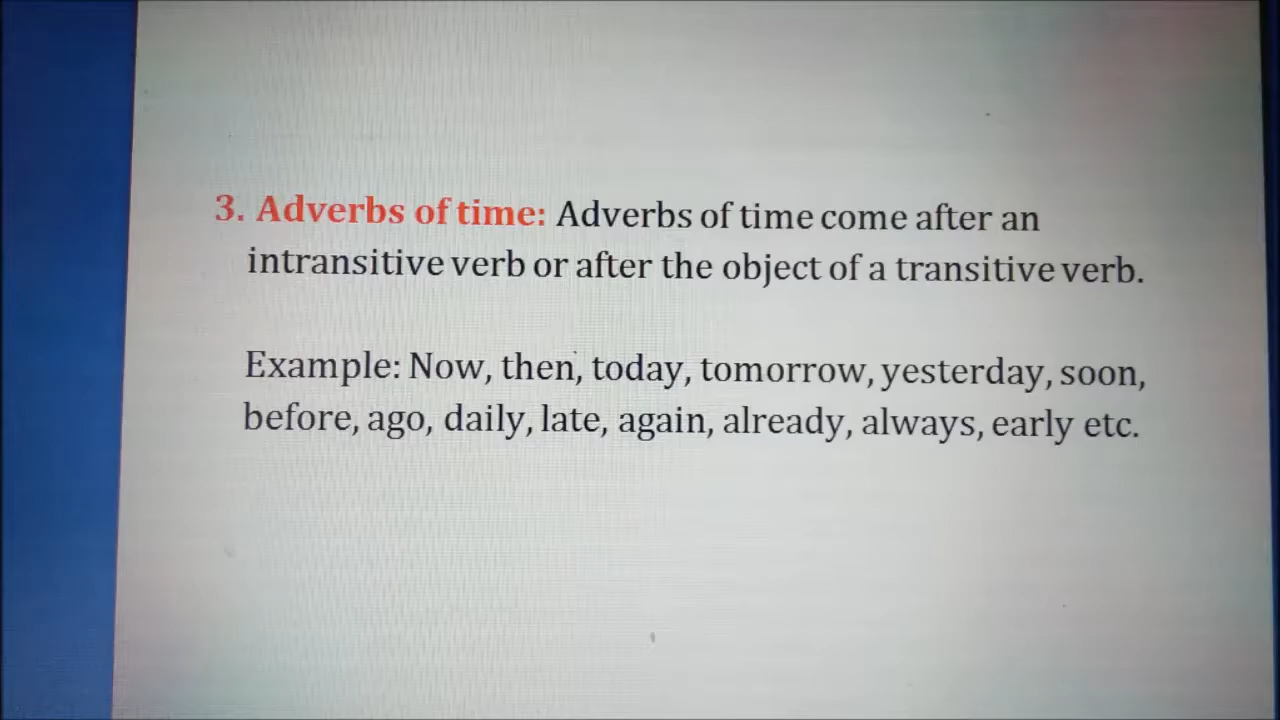 3. Adverbs of time: Adverbs of time come after an
intransitive verb or after the object of a transitive verb.
Example: Now, then, today, tomorrow, yesterday, soon,
before, ago, daily, late, again, already, always, early etc.